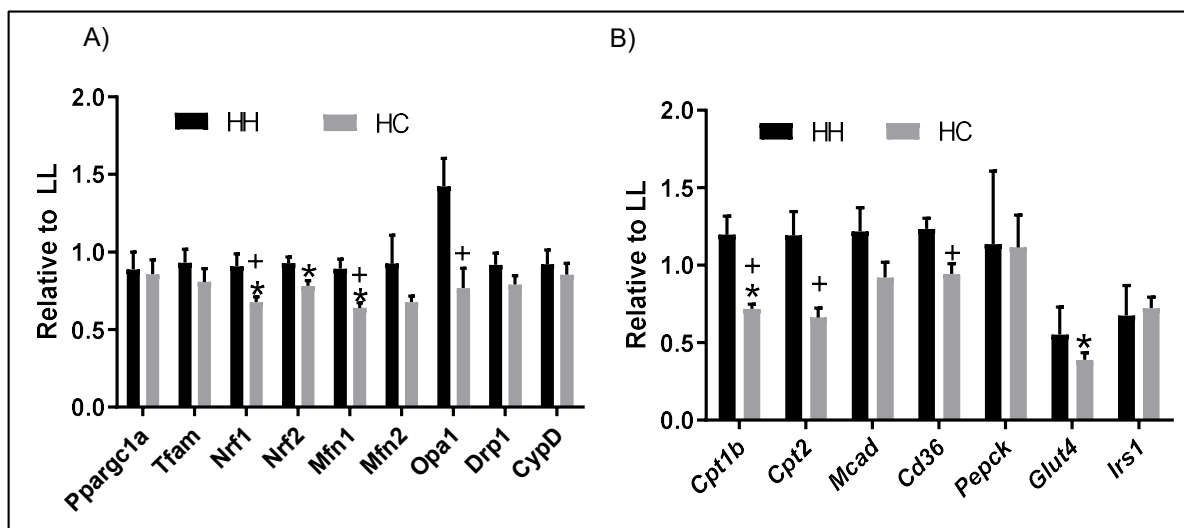 A)
2.0
1.5
1.0
0.5
0.0
Relative to LL
HH
HC
+
*
*
+
*
+
Ppargc1a
Tfam
Nrf1
Nrf2
Mfn1
Mfn2
Opa1
Drp1
CypD
B)
2.0
1.5
1.0
0.5
0.0
Relative to LL
HH
HC
+
*
+
+
*
Cpt1b
Cpt2
Mcad
Cd36
Pepck
Glut4
Irs1